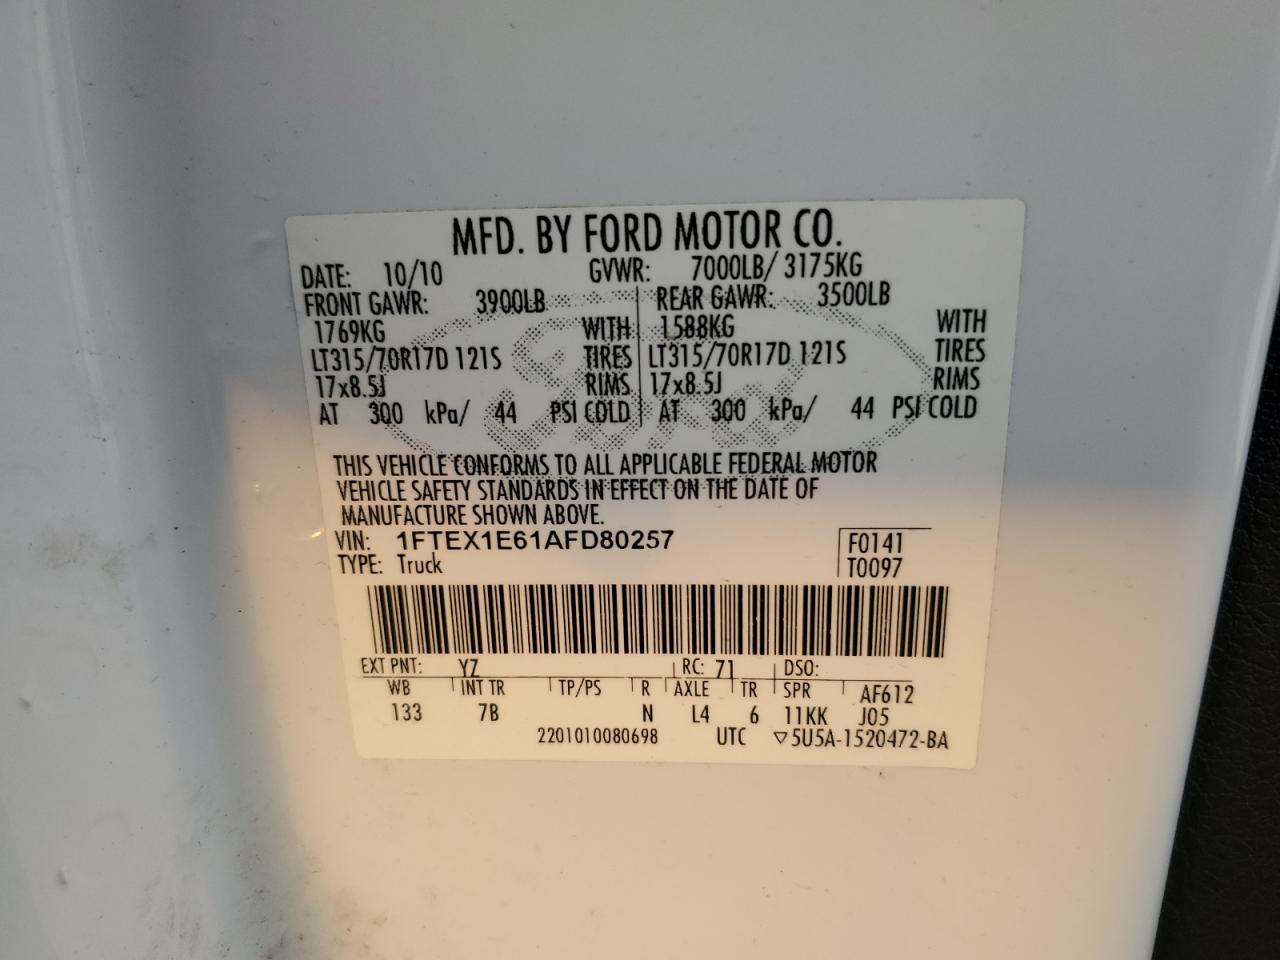 MFD. BY FORD MOTOR CO.
DATE: 10/10 GVWR: 7000LB/ 3175KG
FRONT GAWR: 3900LB REAR GAWR: 3500LB
1769KG WITH 1588KG WITH
LT315/70R17D 121S TIRES LT315/70R17D 121S TIRES
17x8.5J RIMS 17x8.5J RIMS
AT 300 kPa/ 44 PSI COLD AT 300 kPa/ 44 PSI COLD
Ford
THIS VEHICLE CONFORMS TO ALL APPLICABLE FEDERAL MOTOR
VEHICLE SAFETY STANDARDS IN EFFECT ON THE DATE OF
MANUFACTURE SHOWN ABOVE.
VIN: 1FTEX1E61AFD80257 F0141
TYPE: Truck T0097
EXT PNT: YZ RC: 71 DSO:
WB INT TR TP/PS R AXLE TR SPR AF612
133 7B N L4 6 11KK J05
2201010080698 UTC ▽5U5A-1520472-BA